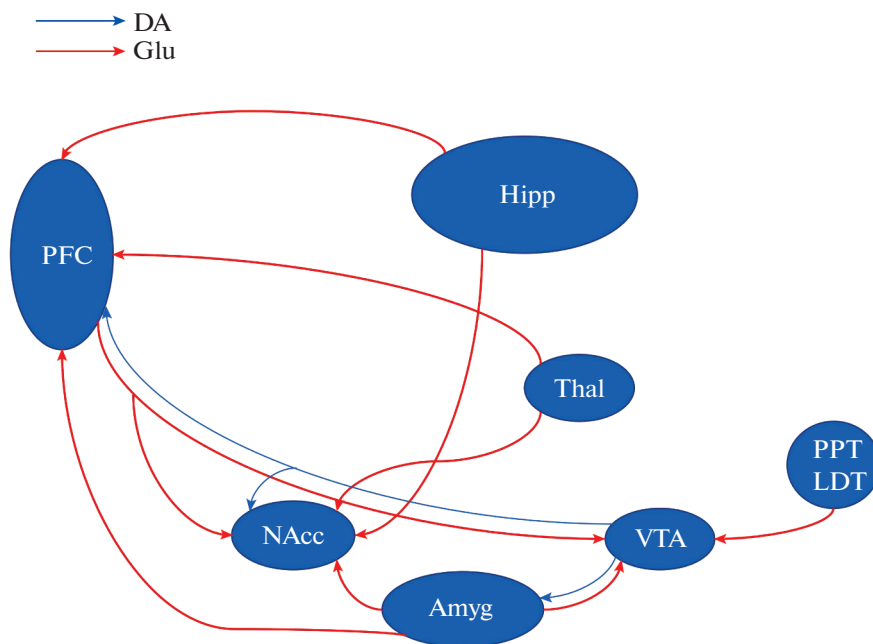 DA
Glu
Hipp
PFC
Thal
PPT
LDT
NAcc
VTA
Amyg